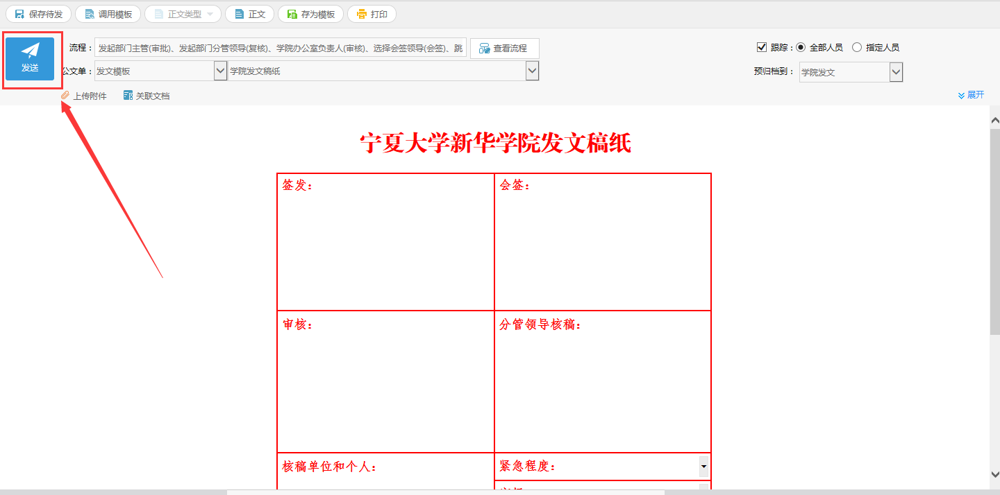 保存待发 调用模板 正文类型 正文 存为模板 打印
发送 流程： 发起部门主管(审批)、发起部门分管领导(复核)、学院办公室负责人(审核)、选择会签领导(会签)、跳 查看流程 跟踪： 全部人员 指定人员
公文单： 发文模板 学院发文稿纸 预归档到： 学院发文
上传附件 关联文档 展开
宁夏大学新华学院发文稿纸
签发： 会签：
审核： 分管领导核稿：
核稿单位和个人： 紧急程度：